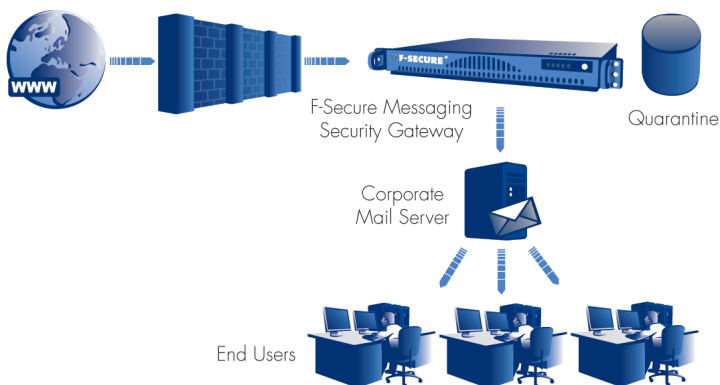 WWW
F-SECURE
F-Secure Messaging
Security Gateway
Quarantine
Corporate
Mail Server
End Users